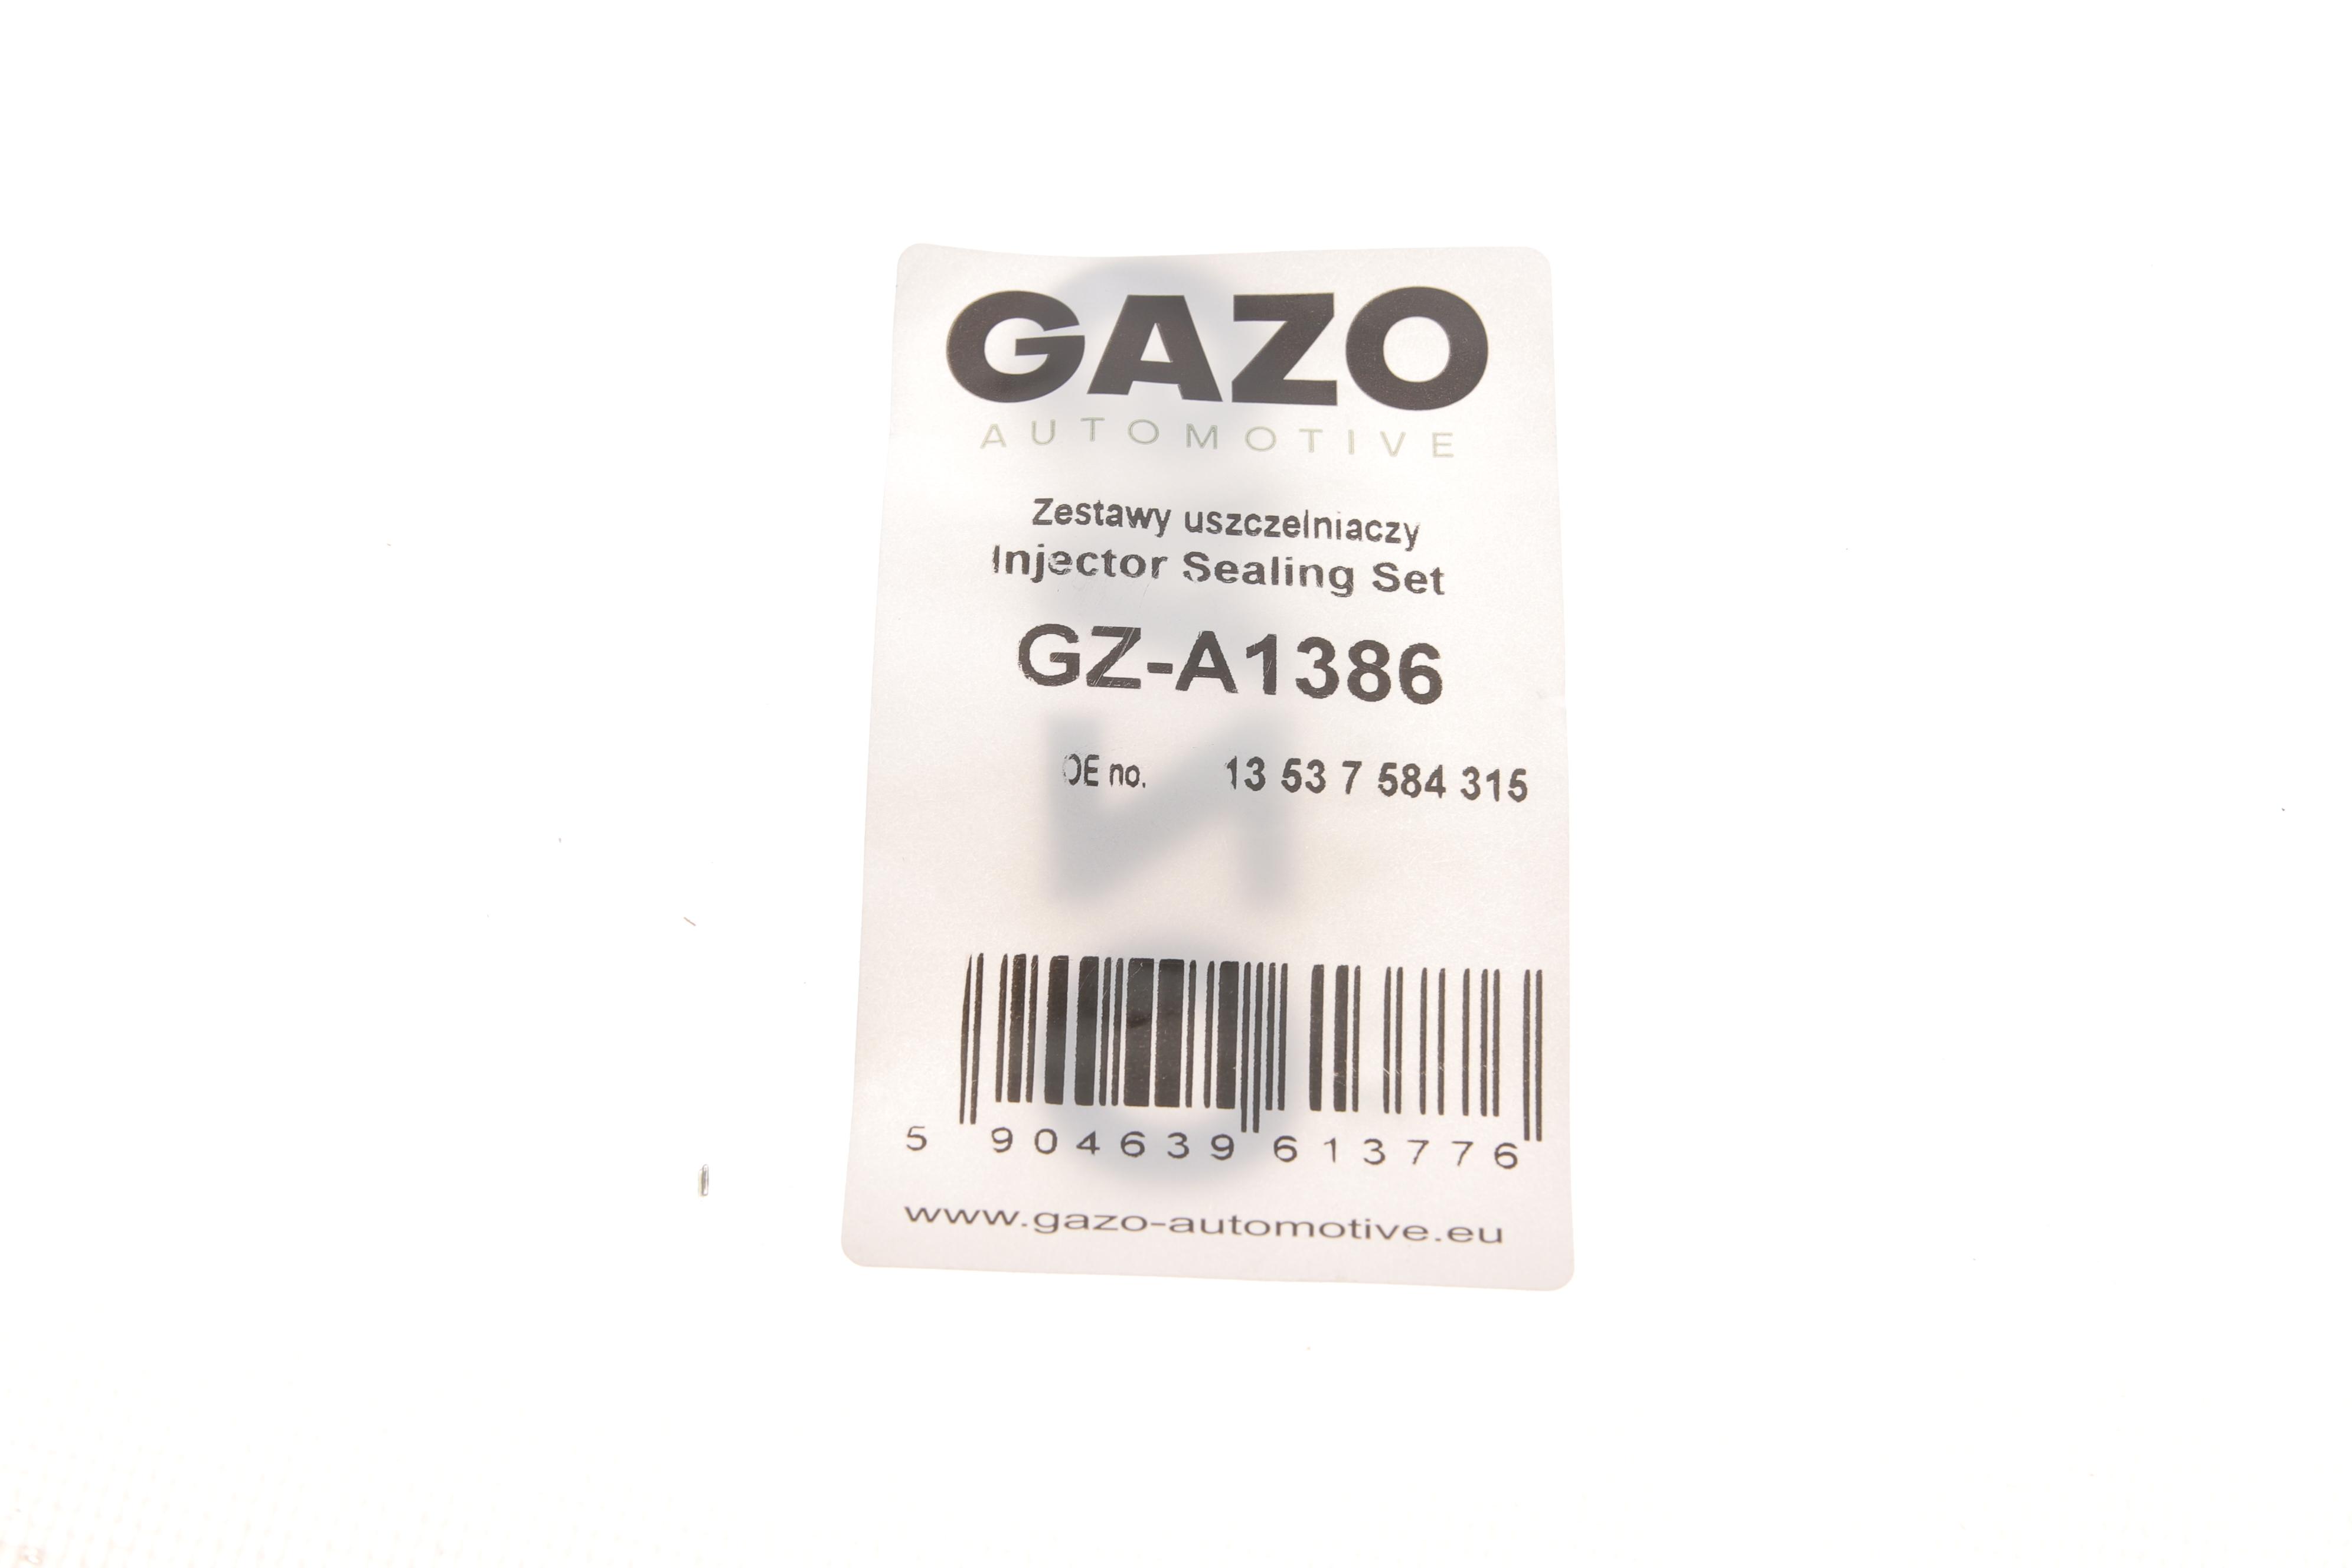 GAZO
AUTOMOTIVE
Zestawy uszczelniaczy
Injector Sealing Set
GZ-A1386
OE no. 13 53 7 584 315
5 904639 613776
www.gazo-automotive.eu